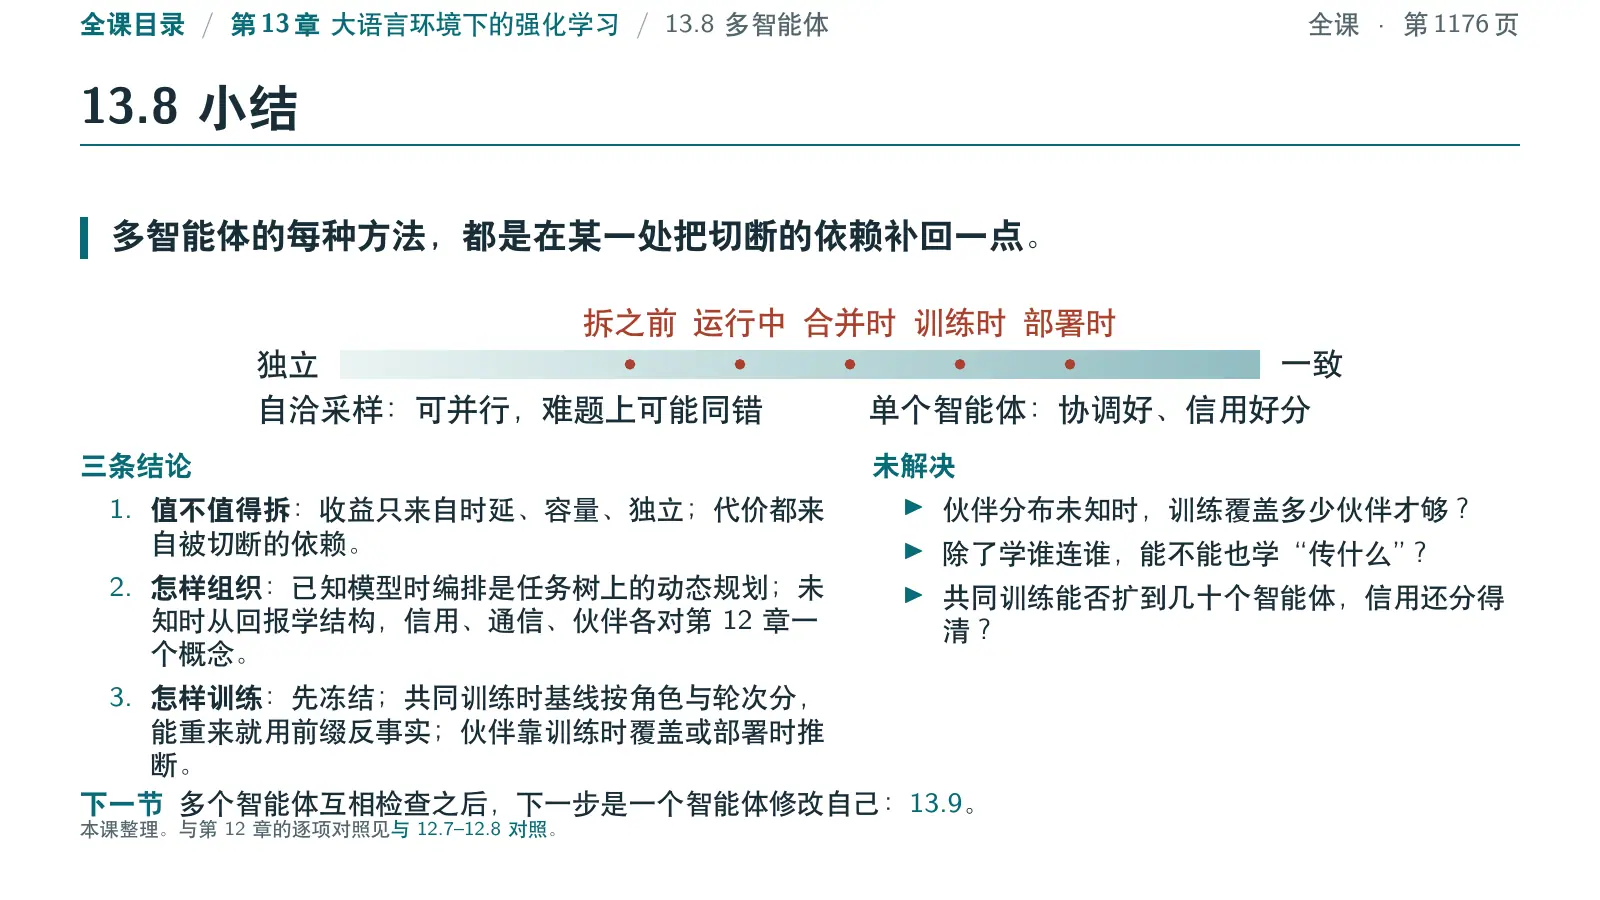 全课目录 / 第 13 章 大语言环境下的强化学习 / 13.8 多智能体
全课 · 第 1176 页
13.8 小结
多智能体的每种方法，都是在某一处把切断的依赖补回一点。
拆之前 运行中 合并时 训练时 部署时
独立 一致
自洽采样：可并行，难题上可能同错 单个智能体：协调好、信用好分
三条结论
1. 值不值得拆：收益只来自时延、容量、独立；代价都来
自被切断的依赖。
2. 怎样组织：已知模型时编排是任务树上的动态规划；未
知时从回报学结构，信用、通信、伙伴各对第 12 章一
个概念。
3. 怎样训练：先冻结；共同训练时基线按角色与轮次分，
能重来就用前缀反事实；伙伴靠训练时覆盖或部署时推
断。
未解决
▶ 伙伴分布未知时，训练覆盖多少伙伴才够？
▶ 除了学谁连谁，能不能也学“传什么”？
▶ 共同训练能否扩到几十个智能体，信用还分得
清？
下一节 多个智能体互相检查之后，下一步是一个智能体修改自己：13.9。
本课整理。与第 12 章的逐项对照见与 12.7–12.8 对照。